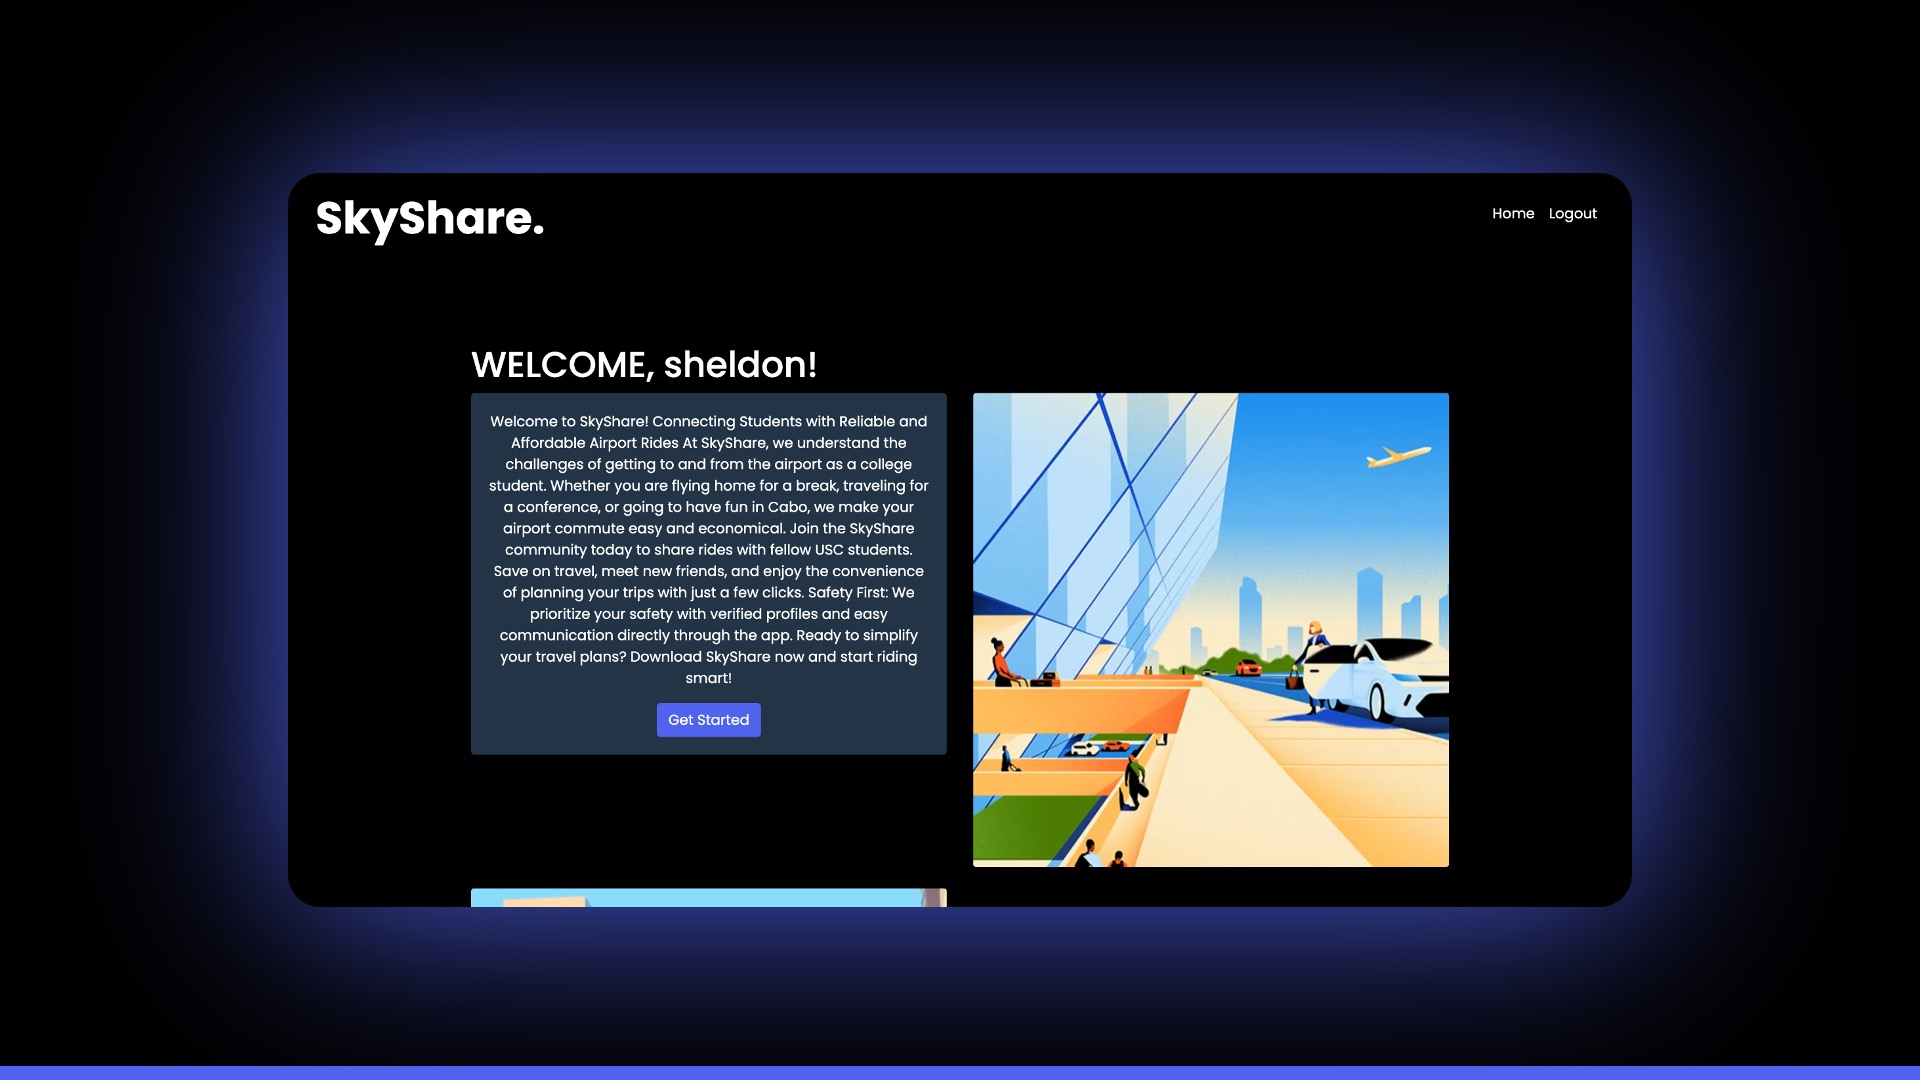 SkyShare.
Home Logout
WELCOME, sheldon!
Welcome to SkyShare! Connecting Students with Reliable and
Affordable Airport Rides At SkyShare, we understand the
challenges of getting to and from the airport as a college
student. Whether you are flying home for a break, traveling for
a conference, or going to have fun in Cabo, we make your
airport commute easy and economical. Join the SkyShare
community today to share rides with fellow USC students.
Save on travel, meet new friends, and enjoy the convenience
of planning your trips with just a few clicks. Safety First: We
prioritize your safety with verified profiles and easy
communication directly through the app. Ready to simplify
your travel plans? Download SkyShare now and start riding
smart!
Get Started